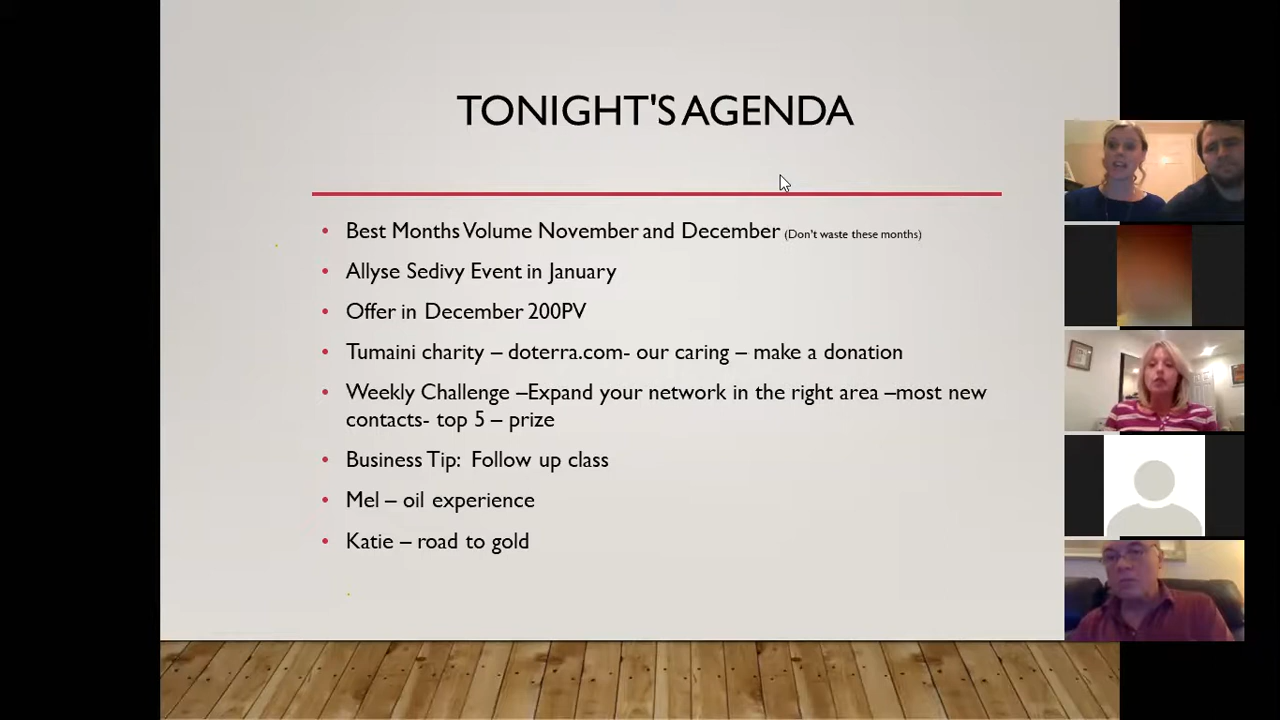 TONIGHT'S AGENDA
• Best Months Volume November and December (Don't waste these months)
• Allyse Sedivy Event in January
• Offer in December 200PV
• Tumaini charity – doterra.com- our caring – make a donation
• Weekly Challenge –Expand your network in the right area –most new
contacts- top 5 – prize
• Business Tip: Follow up class
• Mel – oil experience
• Katie – road to gold